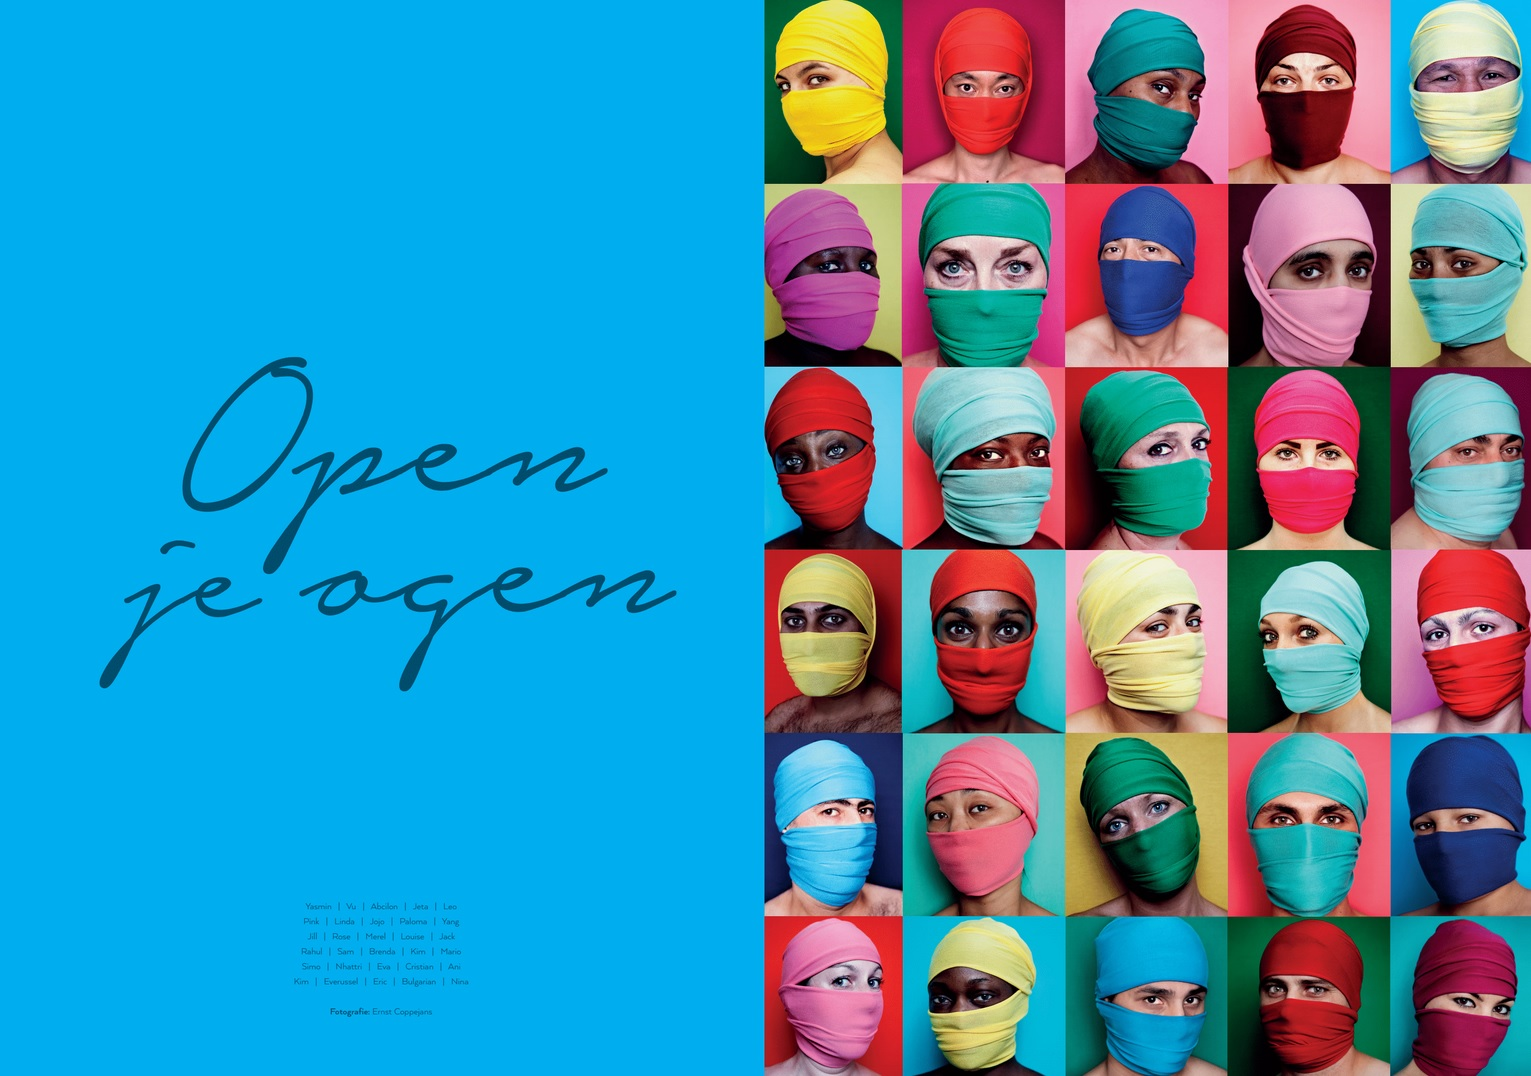 Open
je ogen
Yasmin | Vu | Abcilon | Jeta | Leo
Pink | Linda | Jojo | Paloma | Yang
Jill | Rose | Merel | Louise | Jack
Rahul | Sam | Brenda | Kim | Mario
Simo | Nhattri | Eva | Cristian | Ani
Kim | Everussel | Eric | Bulgarian | Nina
Fotografie: Ernst Coppejans